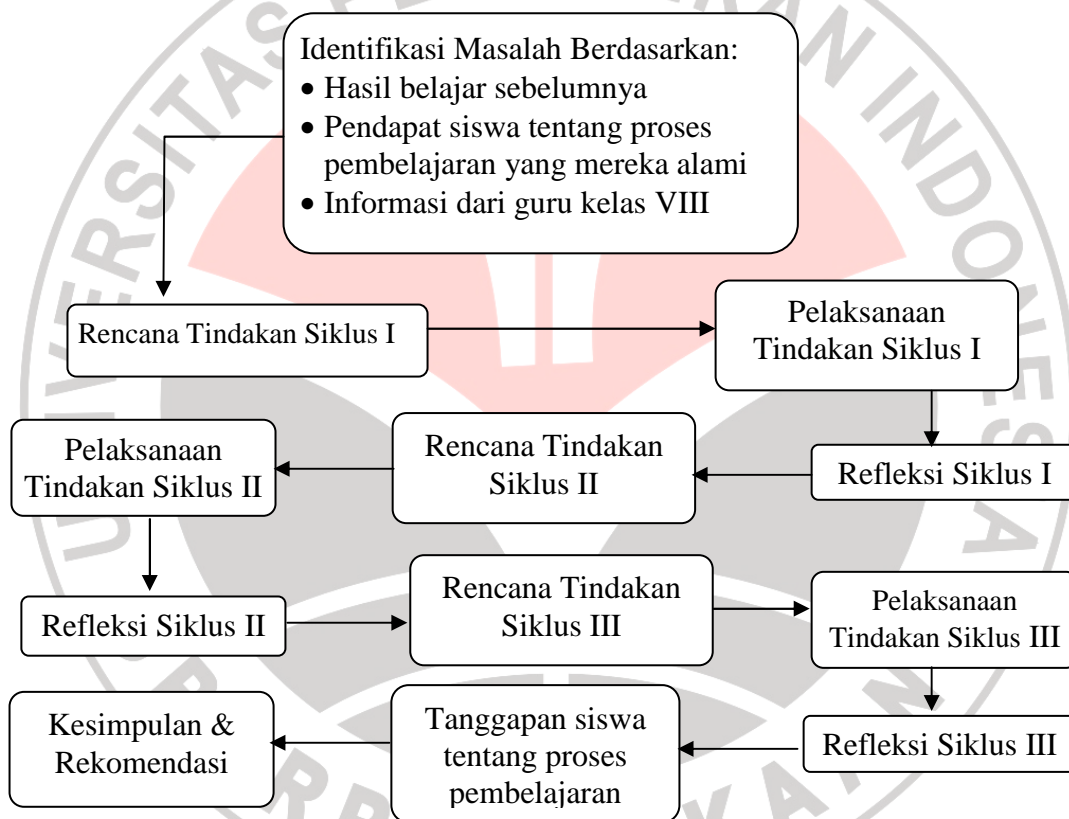 Identifikasi Masalah Berdasarkan:
• Hasil belajar sebelumnya
• Pendapat siswa tentang proses
pembelajaran yang mereka alami
• Informasi dari guru kelas VIII
Rencana Tindakan Siklus I
Pelaksanaan
Tindakan Siklus I
Refleksi Siklus I
Rencana Tindakan
Siklus II
Pelaksanaan
Tindakan Siklus II
Refleksi Siklus II
Rencana Tindakan
Siklus III
Pelaksanaan
Tindakan Siklus III
Refleksi Siklus III
Tanggapan siswa
tentang proses
pembelajaran
Kesimpulan &
Rekomendasi
UNIVERSITAS
INDONESIA